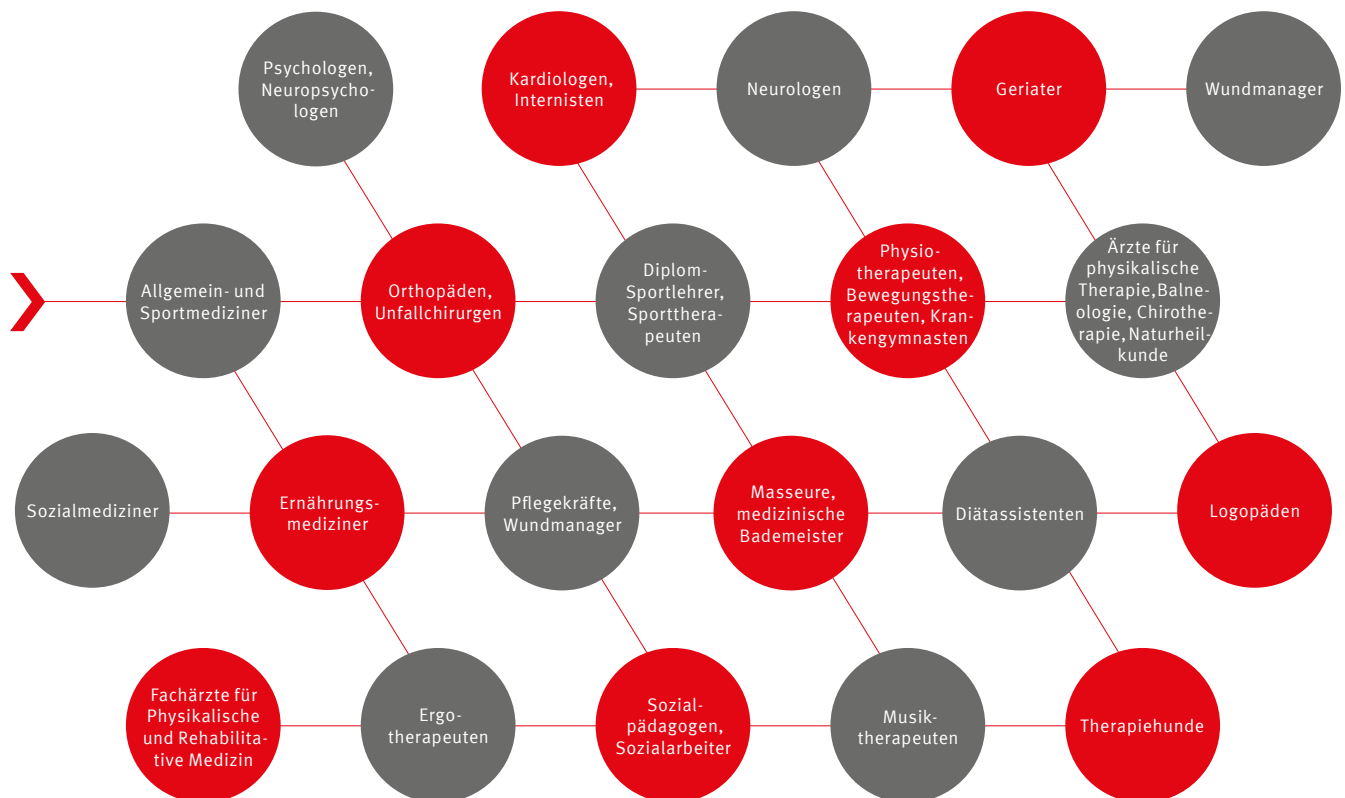 Psychologen,
Neuropsycho-
logen
Kardiologen,
Internisten
Neurologen
Geriater
Wundmanager
Allgemein- und
Sportmediziner
Orthopäden,
Unfallchirurgen
Diplom-
Sportlehrer,
Sportthera-
peuten
Physio-
therapeuten,
Bewegungsthe-
rapeuten, Kran-
kengymnasten
Ärzte für
physikalische
Therapie,Balne-
ologie, Chirothe-
rapie, Naturheil-
kunde
Sozialmediziner
Ernährungs-
mediziner
Pflegekräfte,
Wundmanager
Masseure,
medizinische
Bademeister
Diätassistenten
Logopäden
Fachärzte für
Physikalische
und Rehabilita-
tive Medizin
Ergo-
therapeuten
Sozial-
pädagogen,
Sozialarbeiter
Musik-
therapeuten
Therapiehunde